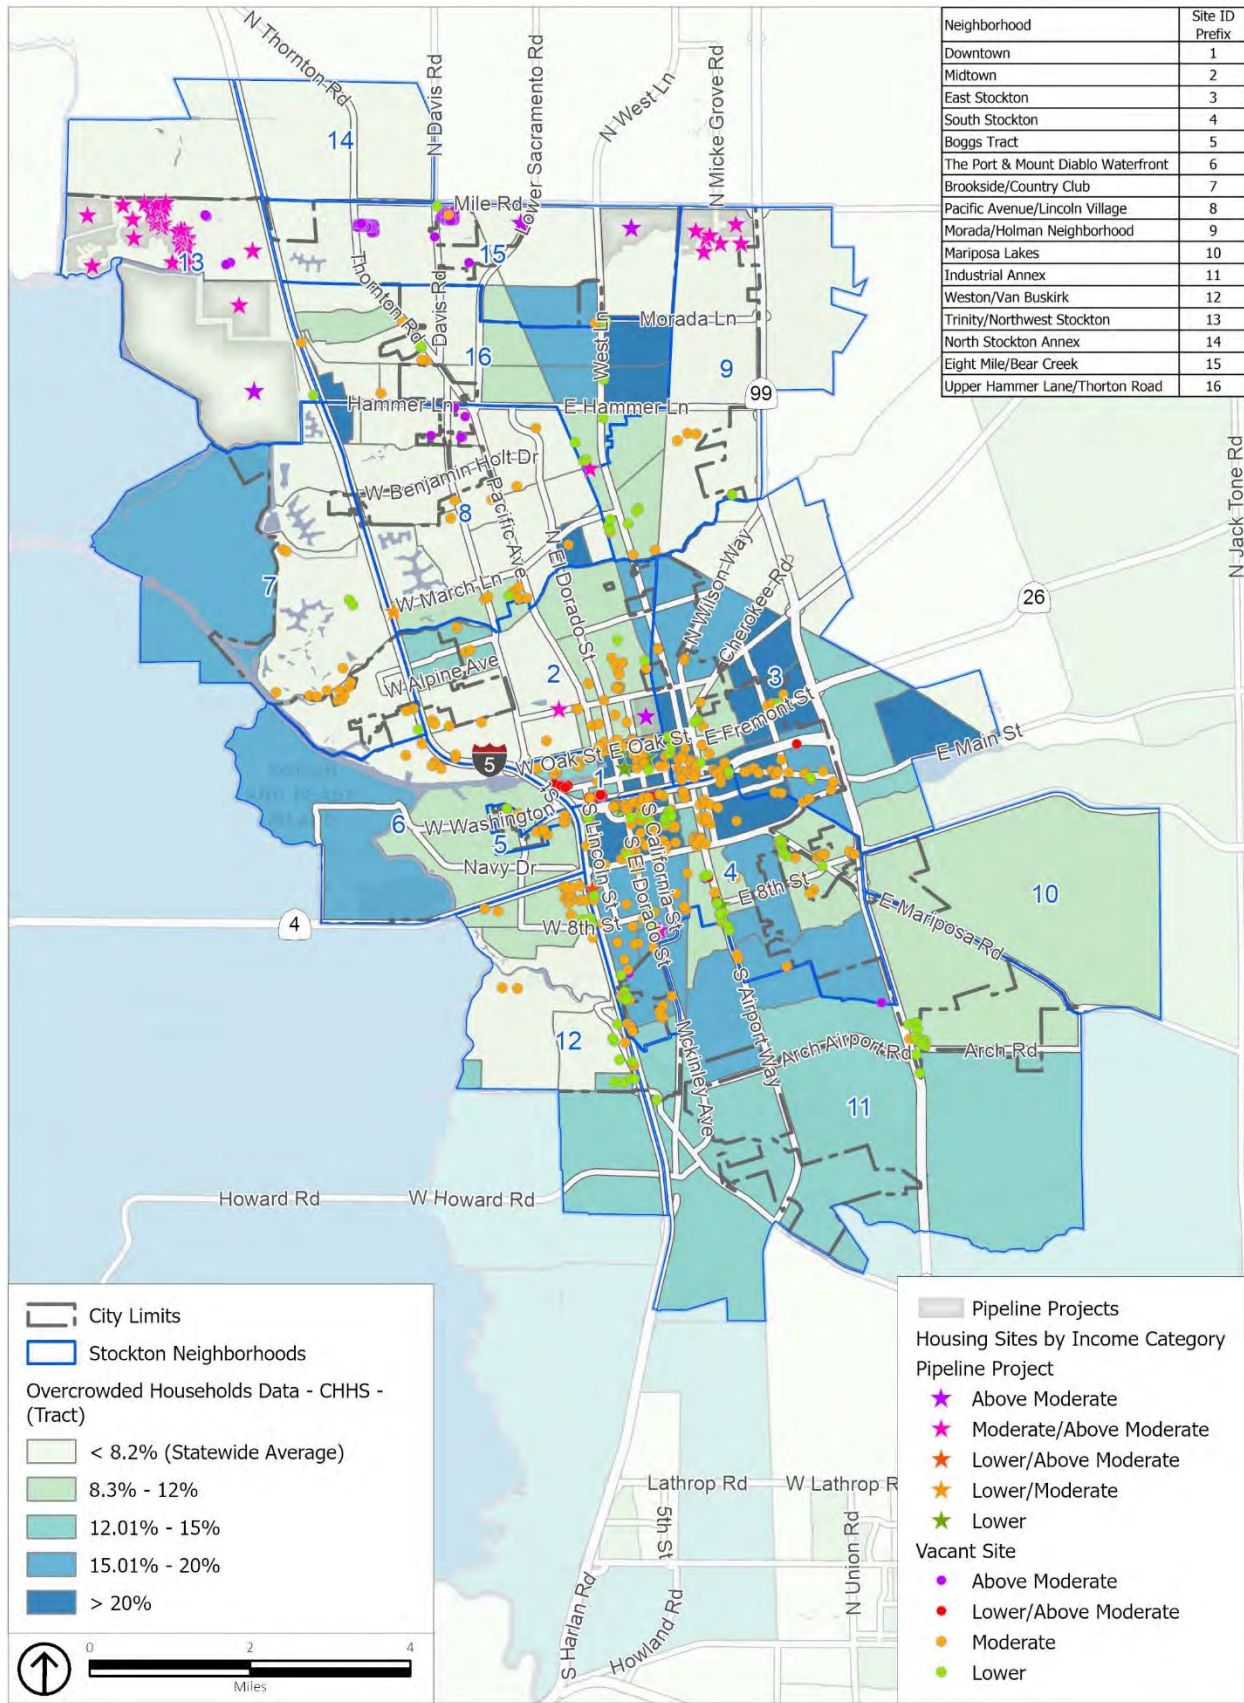 Neighborhood Site ID Prefix
Downtown 1
Midtown 2
East Stockton 3
South Stockton 4
Boggs Tract 5
The Port & Mount Diablo Waterfront 6
Brookside/Country Club 7
Pacific Avenue/Lincoln Village 8
Morada/Holman Neighborhood 9
Mariposa Lakes 10
Industrial Annex 11
Weston/Van Buskirk 12
Trinity/Northwest Stockton 13
North Stockton Annex 14
Eight Mile/Bear Creek 15
Upper Hammer Lane/Thorton Road 16
N Thornton Rd
N Davis Rd
Lower Sacramento Rd
N West Ln
N Micke Grove Rd
14
Mile Rd
13
15
Thornton Rd
Davis Rd
16
West Ln
Morada Ln
9
99
Hammer Ln
E Hammer Ln
W Benjamin Holt Dr
8
Pacific Ave
N El Dorado St
N Wilson Way
Cherokee Rd
N Jack Tone Rd
7
W March Ln
26
2
3
W Alpine Ave
E Fremont St
W Oak St
E Oak St
E Main St
5
1
W Washington St
6
5
S Lincoln St
S California St
S El Dorado St
Navy Dr
4
E 8th St
10
4
W 8th St
E Mariposa Rd
S Airport Way
12
Mckinley Ave
Arch Airport Rd
Arch Rd
11
Howard Rd
W Howard Rd
Lathrop Rd
W Lathrop R
5th St
N Union Rd
S Harlan Rd
Howland Rd
City Limits
Stockton Neighborhoods
Overcrowded Households Data - CHHS -
(Tract)
< 8.2% (Statewide Average)
8.3% - 12%
12.01% - 15%
15.01% - 20%
> 20%
0 2 4
Miles
Pipeline Projects
Housing Sites by Income Category
Pipeline Project
Above Moderate
Moderate/Above Moderate
Lower/Above Moderate
Lower/Moderate
Lower
Vacant Site
Above Moderate
Lower/Above Moderate
Moderate
Lower